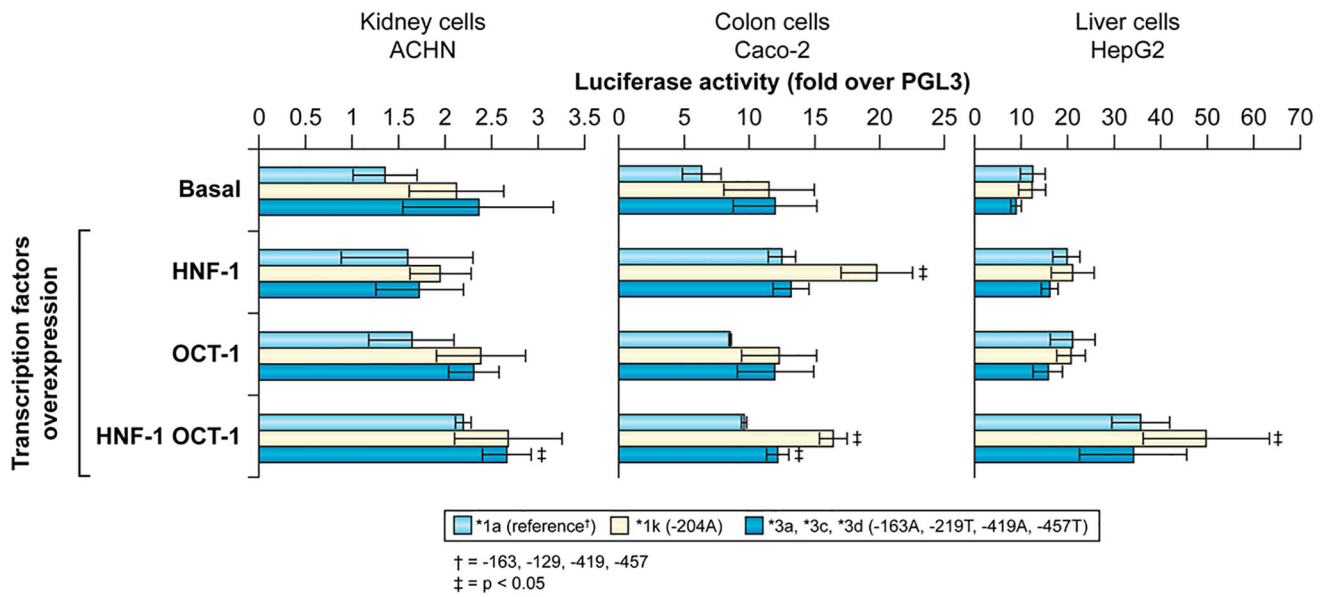 Kidney cells
ACHN
Colon cells
Caco-2
Liver cells
HepG2
Luciferase activity (fold over PGL3)
0 0.5 1 1.5 2 2.5 3 3.5
0 5 10 15 20 25
0 10 20 30 40 50 60 70
Basal
HNF-1
‡
OCT-1
HNF-1 OCT-1
‡
‡
‡
‡
Transcription factors
overexpression
*1a (reference†) *1k (-204A) *3a, *3c, *3d (-163A, -219T, -419A, -457T)
† = -163, -129, -419, -457
‡ = p < 0.05